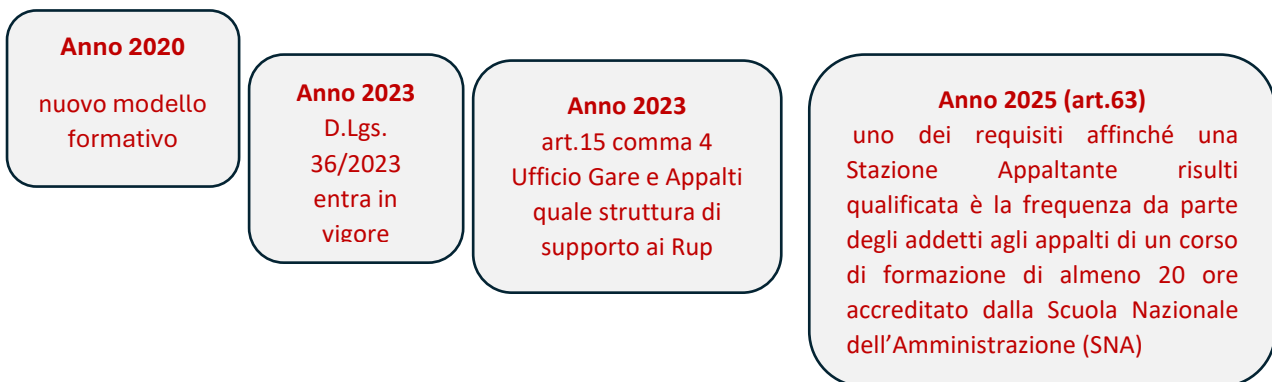 Anno 2020
nuovo modello
formativo
Anno 2023
D.Lgs.
36/2023
entra in
vigore
Anno 2023
art.15 comma 4
Ufficio Gare e Appalti
quale struttura di
supporto ai Rup
Anno 2025 (art.63)
uno dei requisiti affinché una
Stazione Appaltante risulti
qualificata è la frequenza da parte
degli addetti agli appalti di un corso
di formazione di almeno 20 ore
accreditato dalla Scuola Nazionale
dell’Amministrazione (SNA)